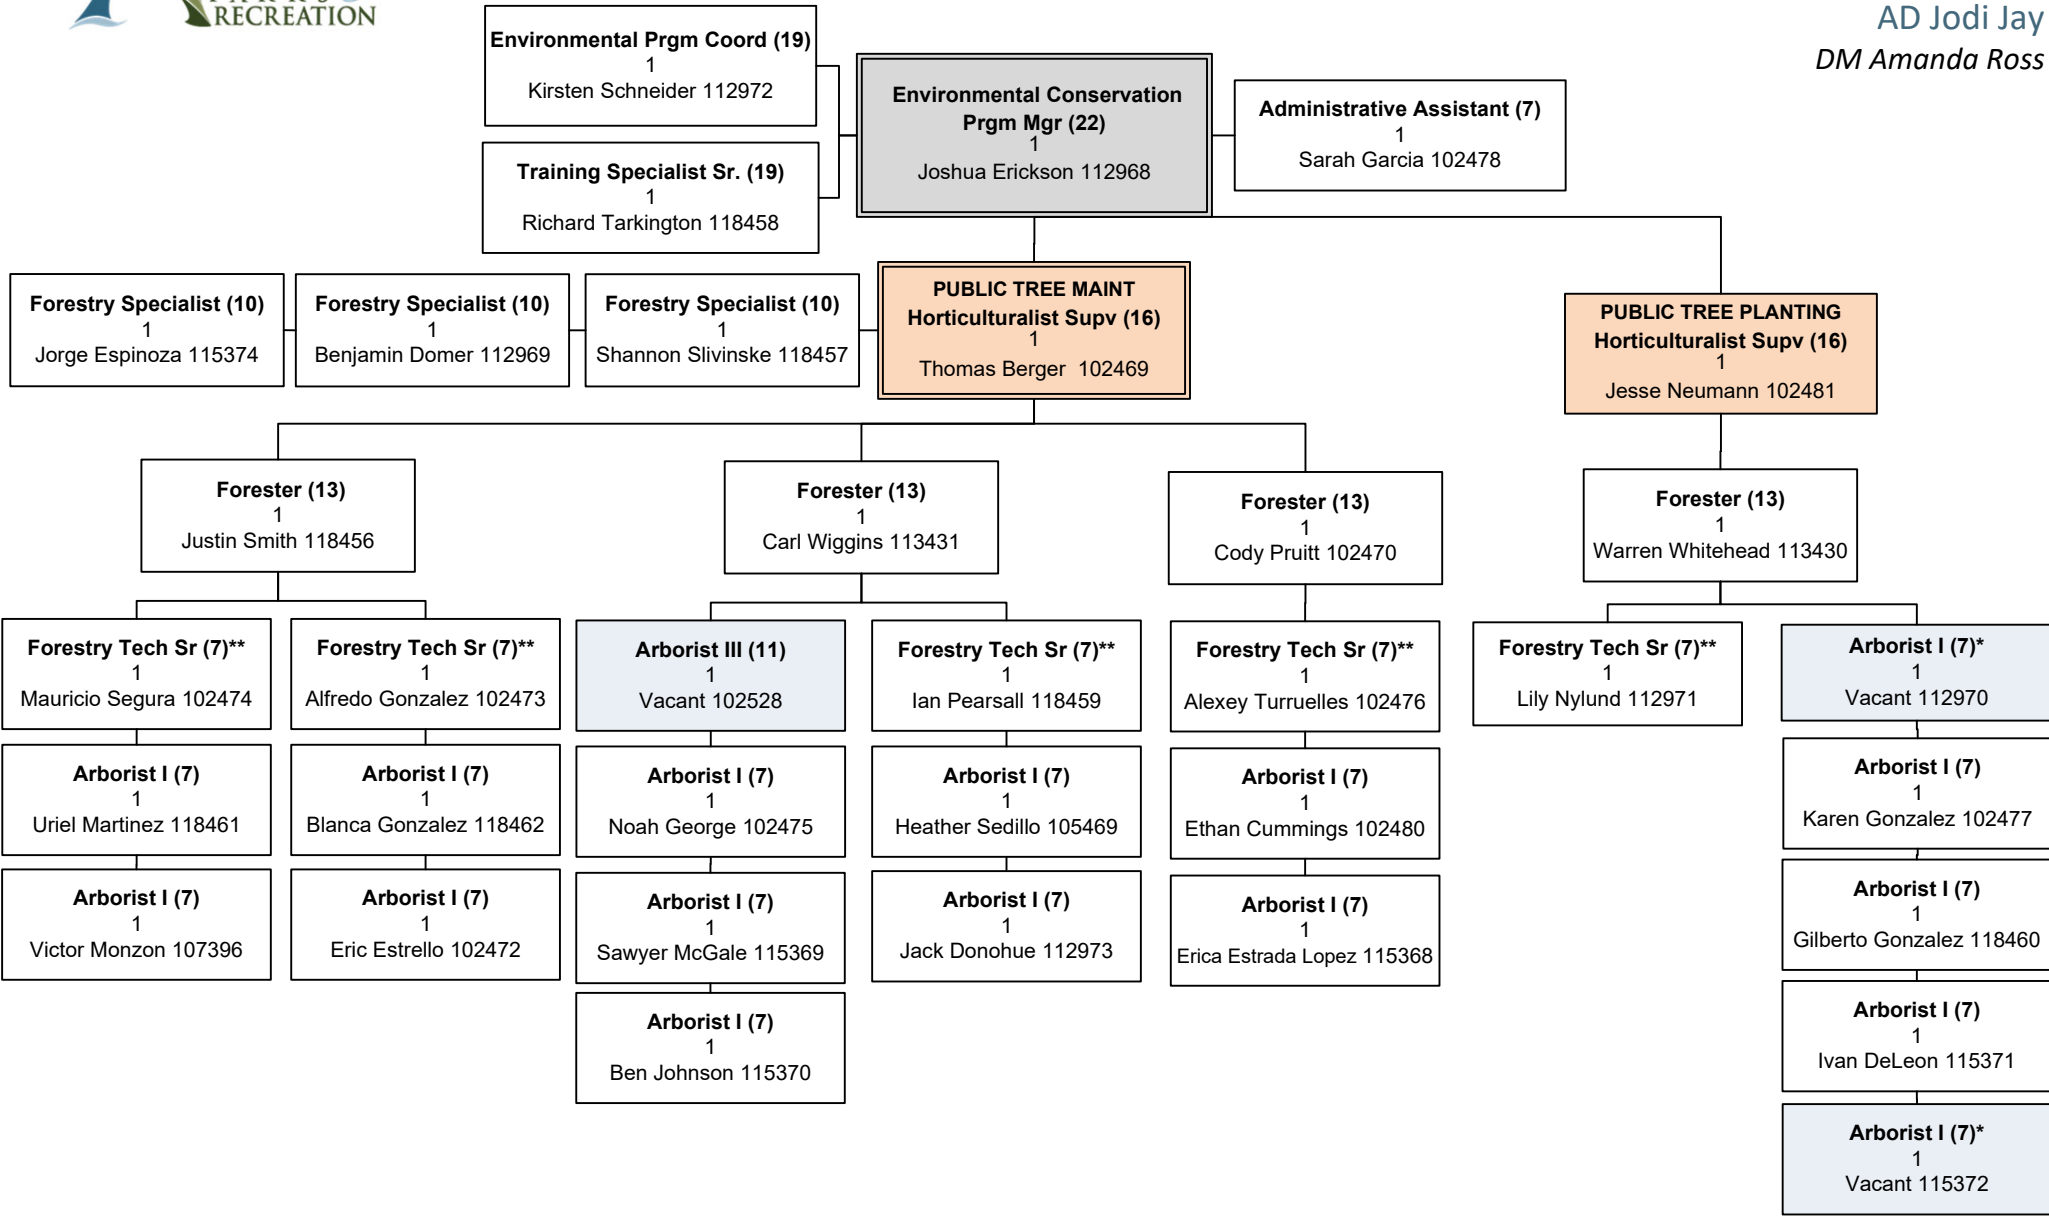 RECREATION
AD Jodi Jay
DM Amanda Ross
Environmental Prgm Coord (19)
1
Kirsten Schneider 112972
Training Specialist Sr. (19)
1
Richard Tarkington 118458
Environmental Conservation
Prgm Mgr (22)
1
Joshua Erickson 112968
Administrative Assistant (7)
1
Sarah Garcia 102478
Forestry Specialist (10)
1
Jorge Espinoza 115374
Forestry Specialist (10)
1
Benjamin Domer 112969
Forestry Specialist (10)
1
Shannon Slivinske 118457
PUBLIC TREE MAINT
Horticulturalist Supv (16)
1
Thomas Berger 102469
PUBLIC TREE PLANTING
Horticulturalist Supv (16)
1
Jesse Neumann 102481
Forester (13)
1
Justin Smith 118456
Forester (13)
1
Carl Wiggins 113431
Forester (13)
1
Cody Pruitt 102470
Forester (13)
1
Warren Whitehead 113430
Forestry Tech Sr (7)**
1
Mauricio Segura 102474
Forestry Tech Sr (7)**
1
Alfredo Gonzalez 102473
Arborist III (11)
1
Vacant 102528
Forestry Tech Sr (7)**
1
Ian Pearsall 118459
Forestry Tech Sr (7)**
1
Alexey Turruelles 102476
Forestry Tech Sr (7)**
1
Lily Nylund 112971
Arborist I (7)*
1
Vacant 112970
Arborist I (7)
1
Uriel Martinez 118461
Arborist I (7)
1
Blanca Gonzalez 118462
Arborist I (7)
1
Noah George 102475
Arborist I (7)
1
Heather Sedillo 105469
Arborist I (7)
1
Ethan Cummings 102480
Arborist I (7)
1
Karen Gonzalez 102477
Arborist I (7)
1
Victor Monzon 107396
Arborist I (7)
1
Eric Estrello 102472
Arborist I (7)
1
Sawyer McGale 115369
Arborist I (7)
1
Jack Donohue 112973
Arborist I (7)
1
Erica Estrada Lopez 115368
Arborist I (7)
1
Gilberto Gonzalez 118460
Arborist I (7)
1
Ben Johnson 115370
Arborist I (7)
1
Ivan DeLeon 115371
Arborist I (7)*
1
Vacant 115372